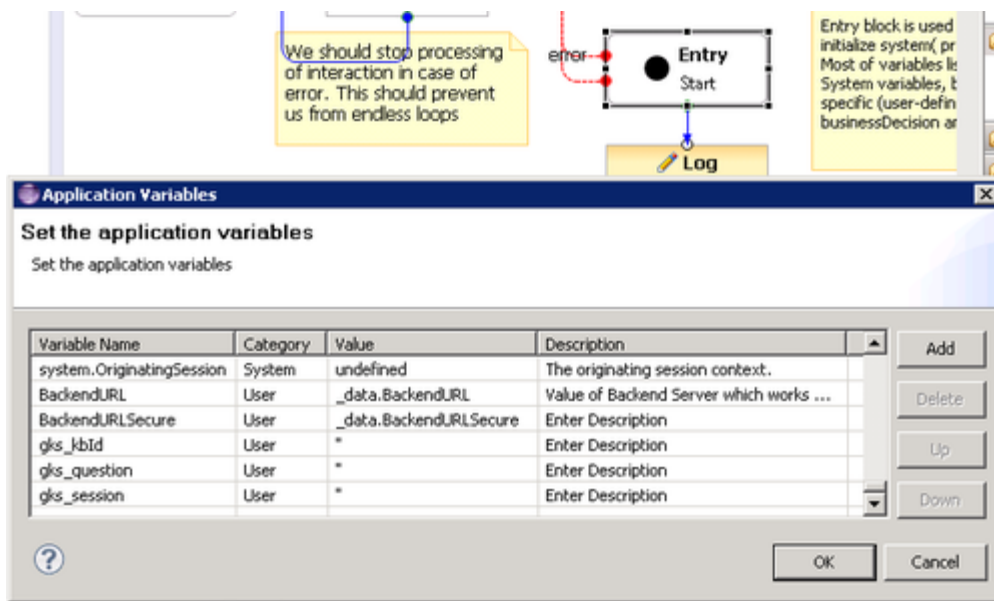 We should stop processing
of interaction in case of
error. This should prevent
us from endless loops
error
Entry
Start
Log
Entry block is used
initialize system( pr
Most of variables lis
System variables, b
specific (user-defin
businessDecision ar
Application Variables
Set the application variables
Set the application variables
Variable Name Category Value Description
system.OriginatingSession System undefined The originating session context.
BackendURL User _data.BackendURL Value of Backend Server which works ...
BackendURLSecure User _data.BackendURLSecure Enter Description
gks_kbId User " Enter Description
gks_question User " Enter Description
gks_session User " Enter Description
Add
Delete
Up
Down
OK
Cancel